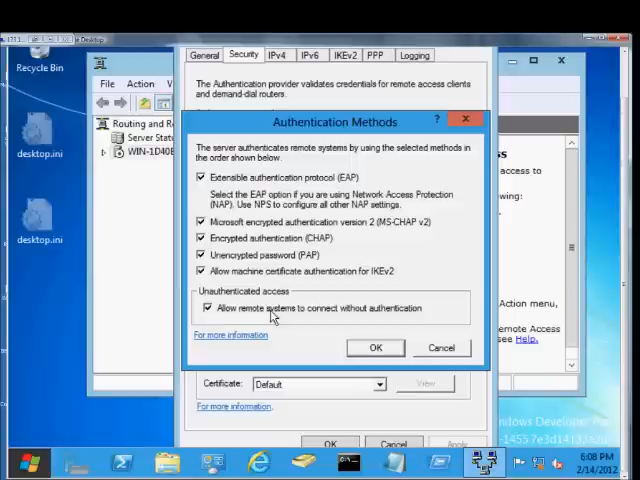 Desktop
Recycle Bin
desktop.ini
desktop.ini
File Action
Routing and R
Server Stat
WIN-1D40E
General Security IPv4 IPv6 IKEv2 PPP Logging
The Authentication provider validates credentials for remote access clients
and demand-dial routers.
Authentication Methods
? x
The server authenticates remote systems by using the selected methods in
the order shown below.
Extensible authentication protocol (EAP)
Select the EAP option if you are using Network Access Protection
(NAP). Use NPS to configure all other NAP settings.
Microsoft encrypted authentication version 2 (MS-CHAP v2)
Encrypted authentication (CHAP)
Unencrypted password (PAP)
Allow machine certificate authentication for IKEv2
Unauthenticated access
Allow remote systems to connect without authentication
For more information
OK Cancel
Certificate: Default View
For more information.
OK Cancel Apply
ss
more
Action menu,
Remote Access
see Help.
indows Developer
6:08 PM
2/14/2012